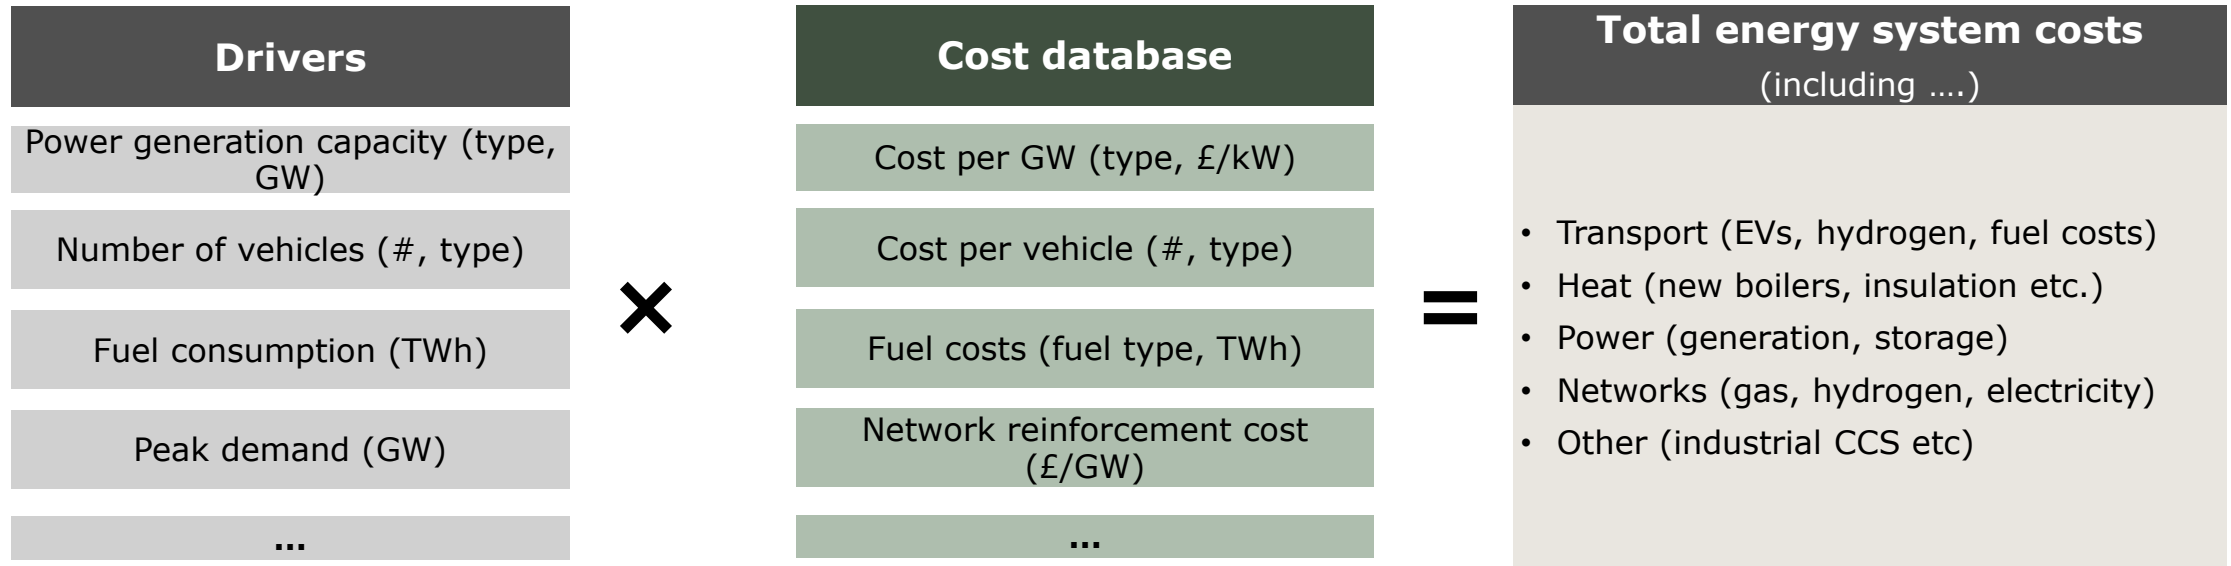 Drivers
Power generation capacity (type,
GW)
Number of vehicles (#, type)
Fuel consumption (TWh)
Peak demand (GW)
...
×
Cost database
Cost per GW (type, £/kW)
Cost per vehicle (#, type)
Fuel costs (fuel type, TWh)
Network reinforcement cost
(£/GW)
...
=
Total energy system costs
(including ....)
• Transport (EVs, hydrogen, fuel costs)
• Heat (new boilers, insulation etc.)
• Power (generation, storage)
• Networks (gas, hydrogen, electricity)
• Other (industrial CCS etc)